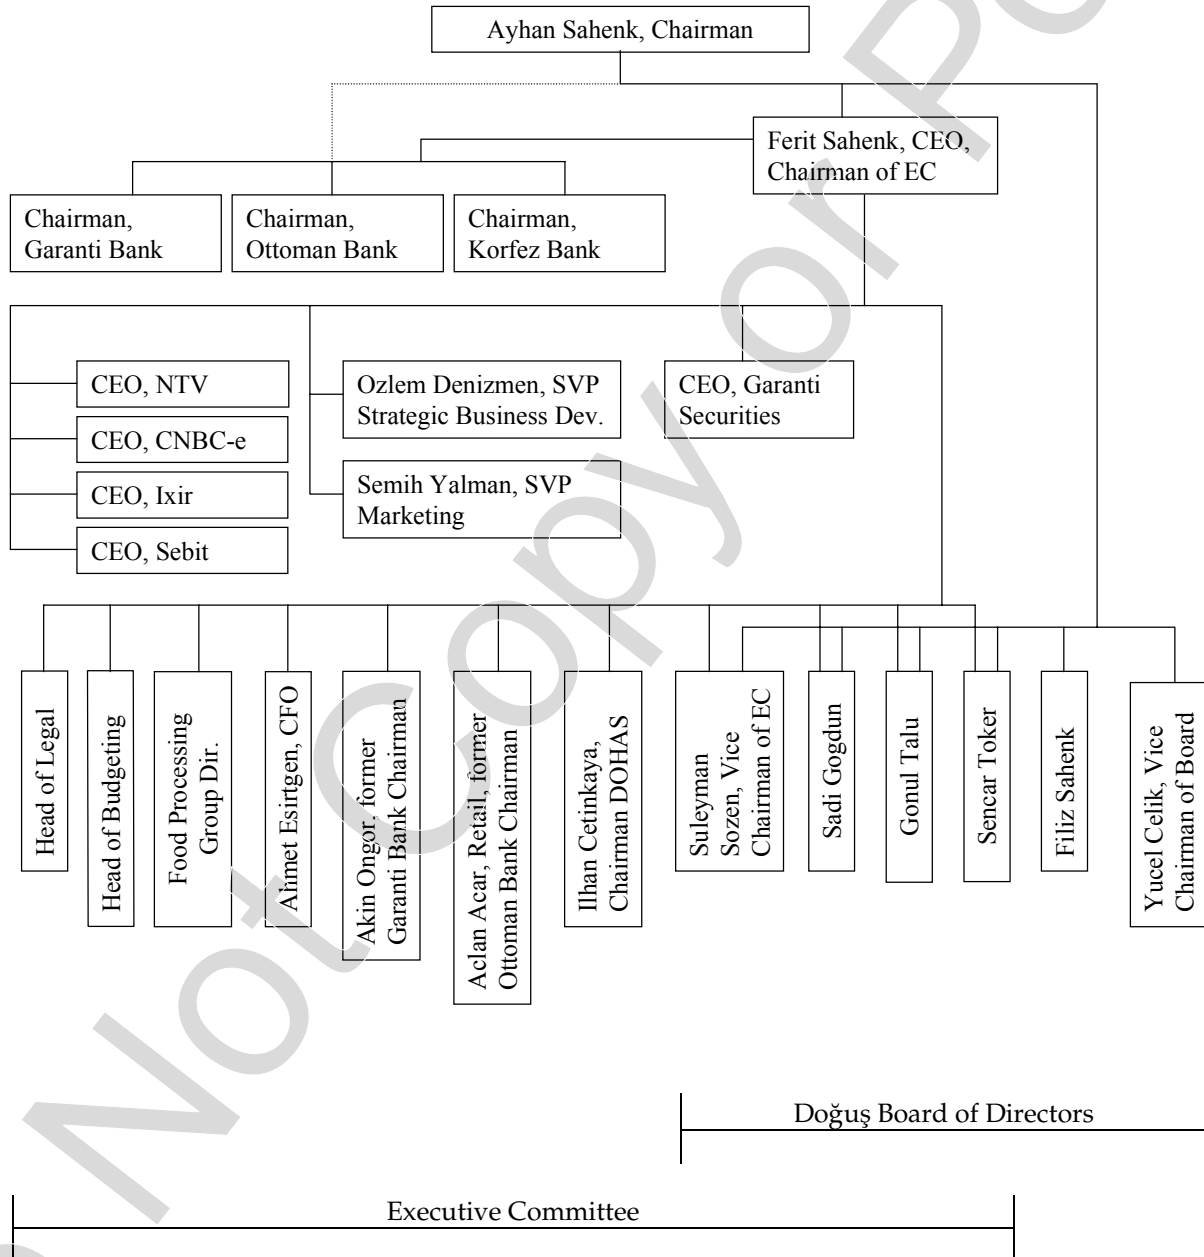 Ayhan Sahenk, Chairman
Ferit Sahenk, CEO,
Chairman of EC
Chairman,
Garanti Bank
Chairman,
Ottoman Bank
Chairman,
Korfez Bank
CEO, NTV
CEO, CNBC-e
CEO, Ixir
CEO, Sebit
Ozlem Denizmen, SVP
Strategic Business Dev.
Semih Yalman, SVP
Marketing
CEO, Garanti
Securities
Head of Legal
Head of Budgeting
Food Processing
Group Dir.
Ahmet Esirtgen, CFO
Akin Ongor, former
Garanti Bank Chairman
Aclan Acar, Retail, former
Ottoman Bank Chairman
Ilhan Cetinkaya,
Chairman DOHAS
Suleyman
Sozen, Vice
Chairman of EC
Sadi Gogdun
Gonul Talu
Sencar Toker
Filiz Sahenk
Yucel Celik, Vice
Chairman of Board
Doğuş Board of Directors
Executive Committee
Not Copy or